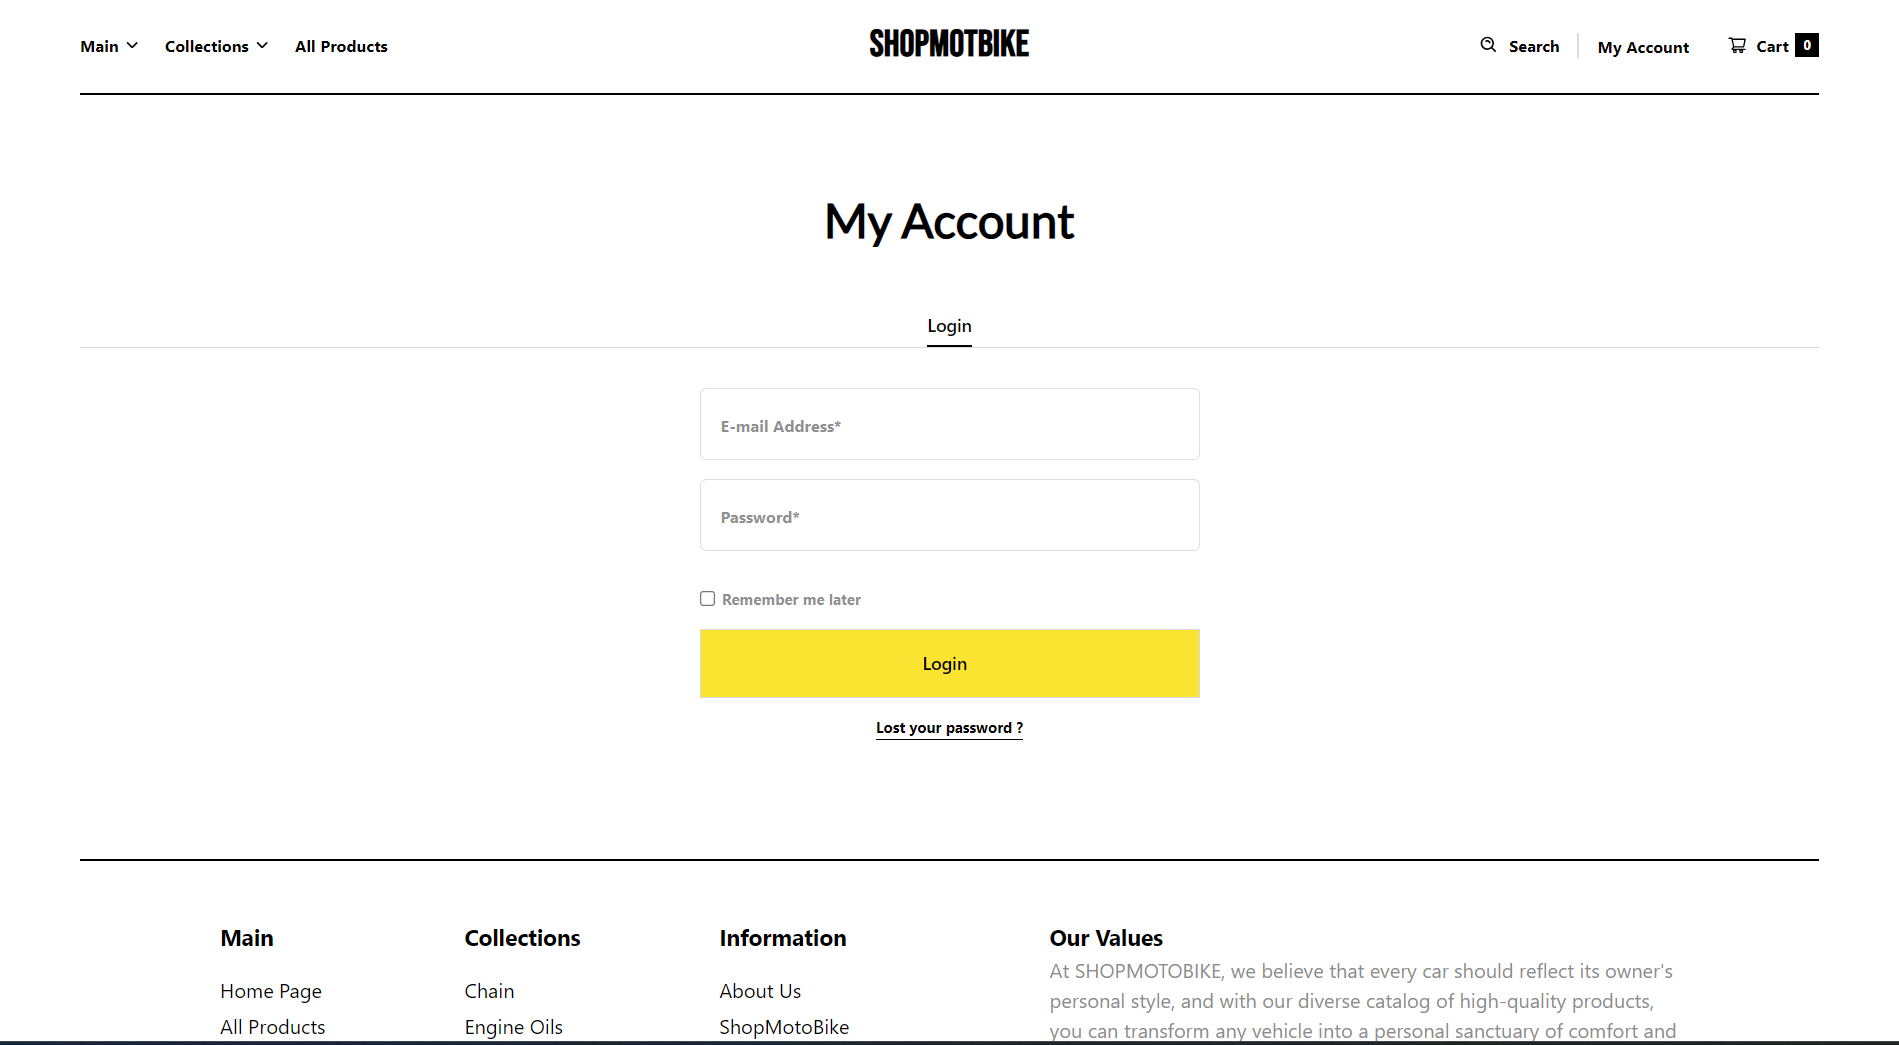 Main Collections All Products SHOPMOTBIKE Search My Account Cart 0
My Account
Login
E-mail Address*
Password*
Remember me later
Login
Lost your password ?
Main
Home Page
All Products
Collections
Chain
Engine Oils
Information
About Us
ShopMotoBike
Our Values
At SHOPMOTOBIKE, we believe that every car should reflect its owner's
personal style, and with our diverse catalog of high-quality products,
you can transform any vehicle into a personal sanctuary of comfort and